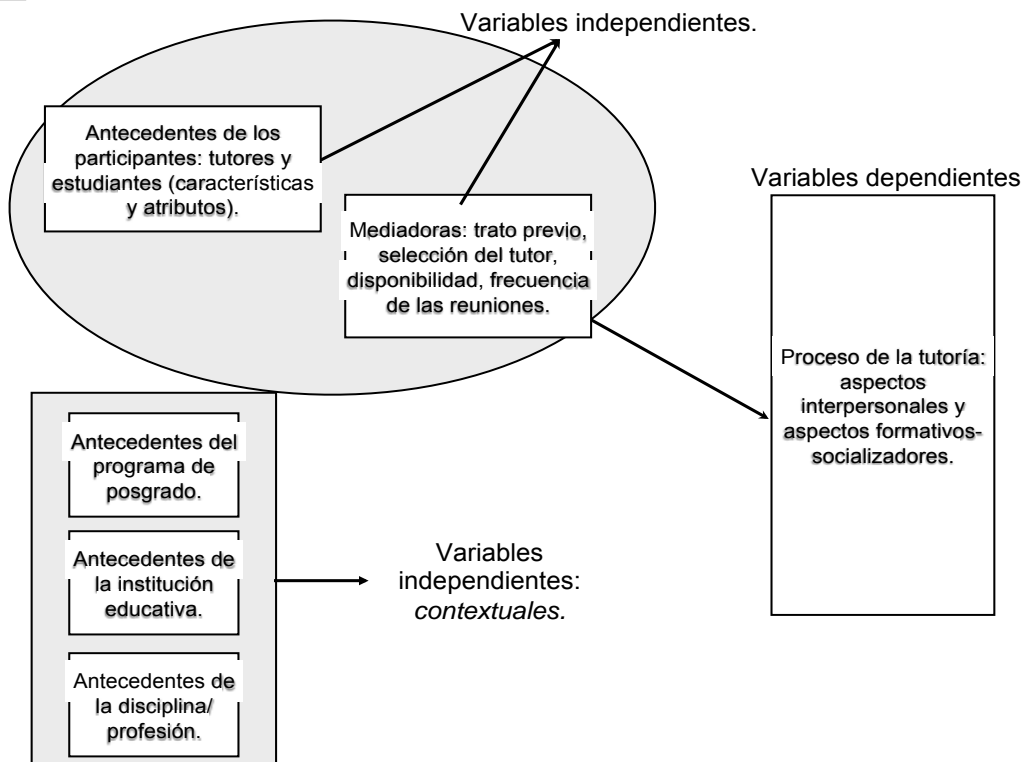 Variables independientes.
Antecedentes de los
participantes: tutores y
estudiantes (características
y atributos).
Mediadoras: trato previo,
selección del tutor,
disponibilidad, frecuencia
de las reuniones.
Variables dependientes
Proceso de la tutoría:
aspectos
interpersonales y
aspectos formativos-
socializadores.
Antecedentes del
programa de
posgrado.
Antecedentes de
la institución
educativa.
Antecedentes de
la disciplina/
profesión.
Variables
independientes:
contextuales.